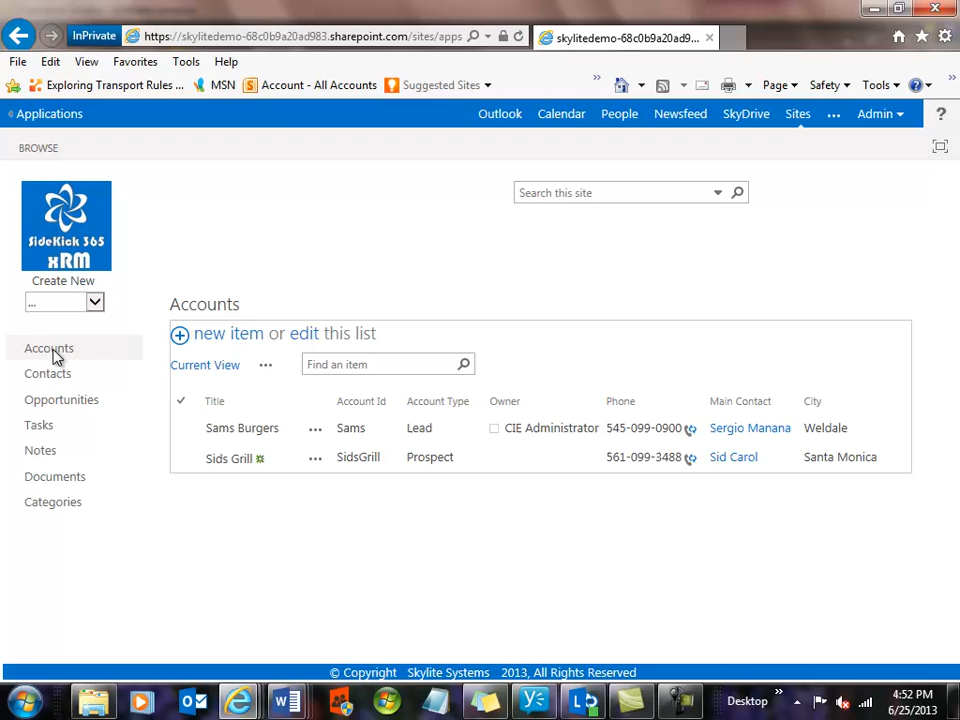 InPrivate https://skylitedemo-68c0b9a20ad983.sharepoint.com/sites/apps skylitedemo-68c0b9a20ad9...
File Edit View Favorites Tools Help
Exploring Transport Rules ... MSN Account - All Accounts Suggested Sites » Page Safety Tools »
Applications Outlook Calendar People Newsfeed SkyDrive Sites ... Admin ?
BROWSE
Search this site
SideKick 365
xRM
Create New
...
Accounts
Contacts
Opportunities
Tasks
Notes
Documents
Categories
Accounts
new item or edit this list
Current View ... Find an item
Title Account Id Account Type Owner Phone Main Contact City
Sams Burgers ... Sams Lead CIE Administrator 545-099-0900 Sergio Manana Weldale
Sids Grill ... SidsGrill Prospect 561-099-3488 Sid Carol Santa Monica
© Copyright Skylite Systems 2013, All Rights Reserved
Desktop » 4:52 PM
6/25/2013